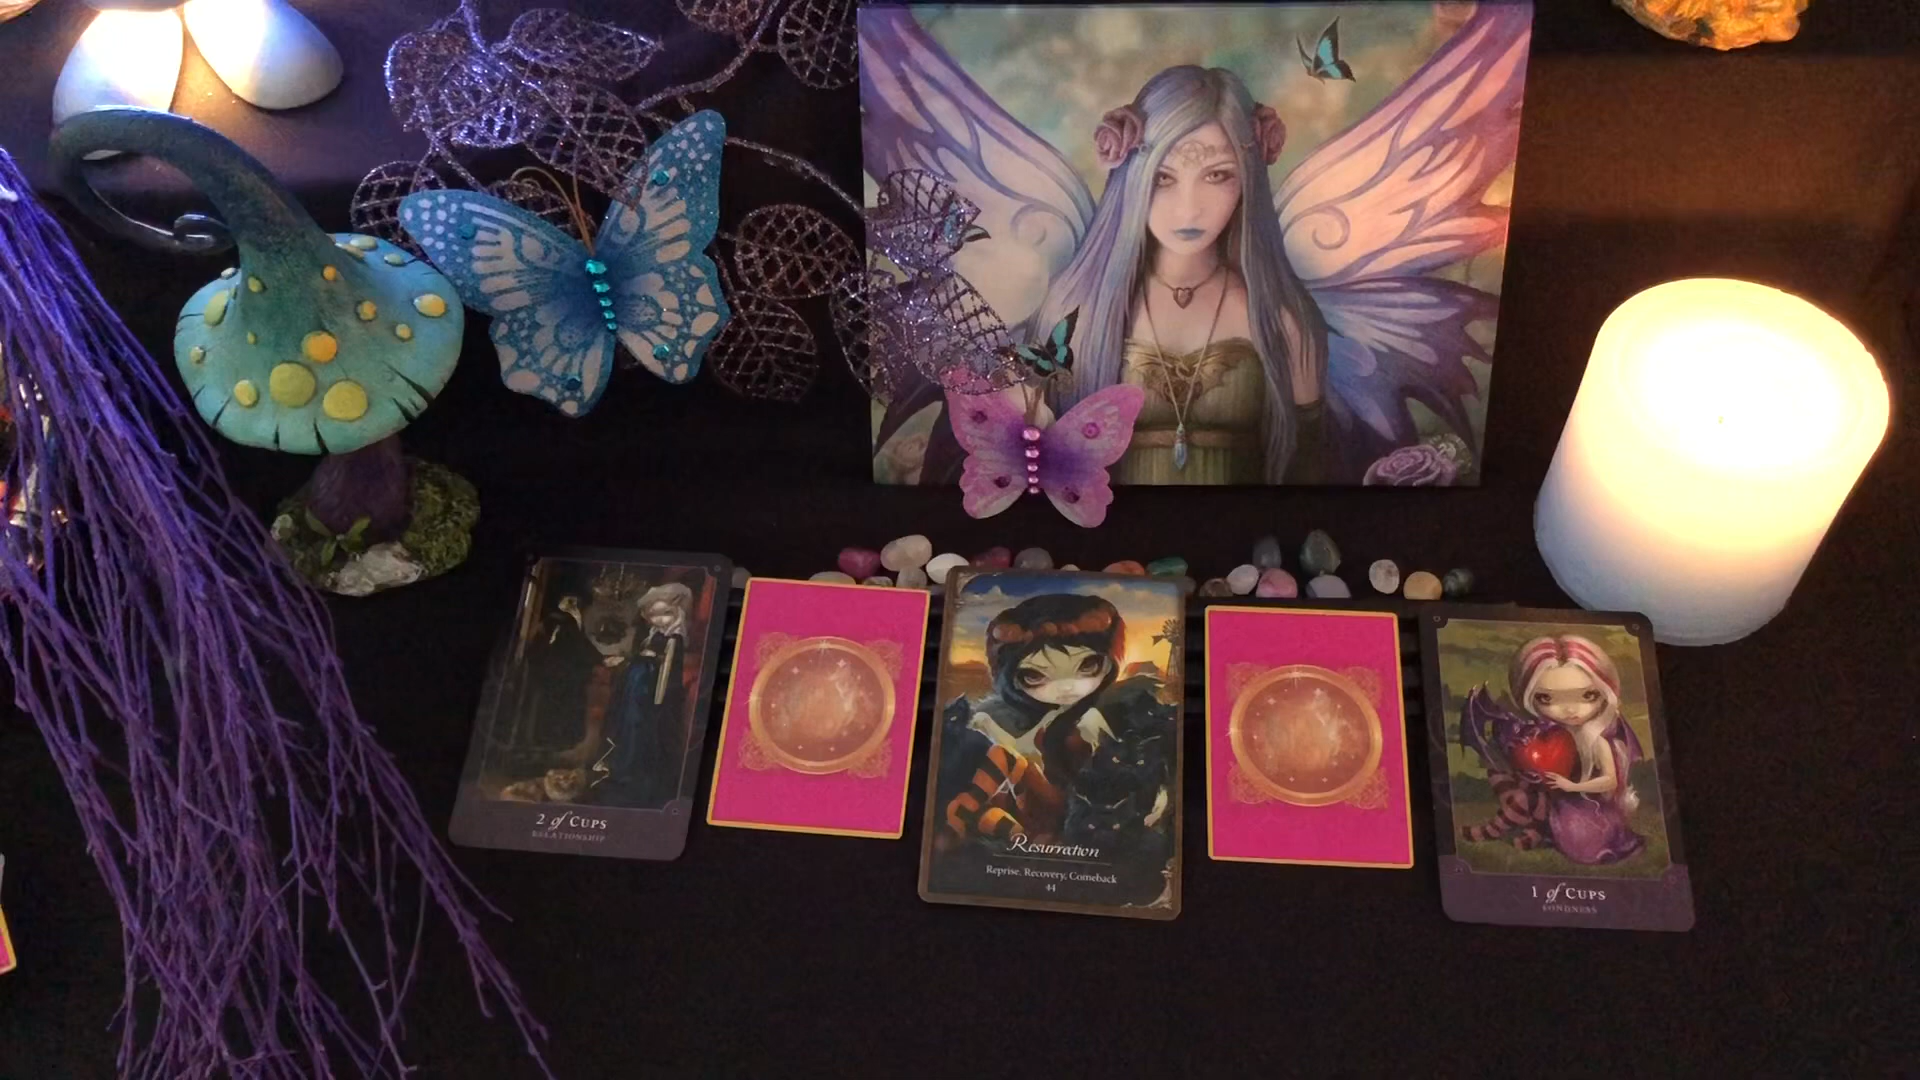 2 of CUPS
RELATIONSHIP
Resurrection
Reprise, Recovery, Comeback
44
1 of CUPS
FONDNESS